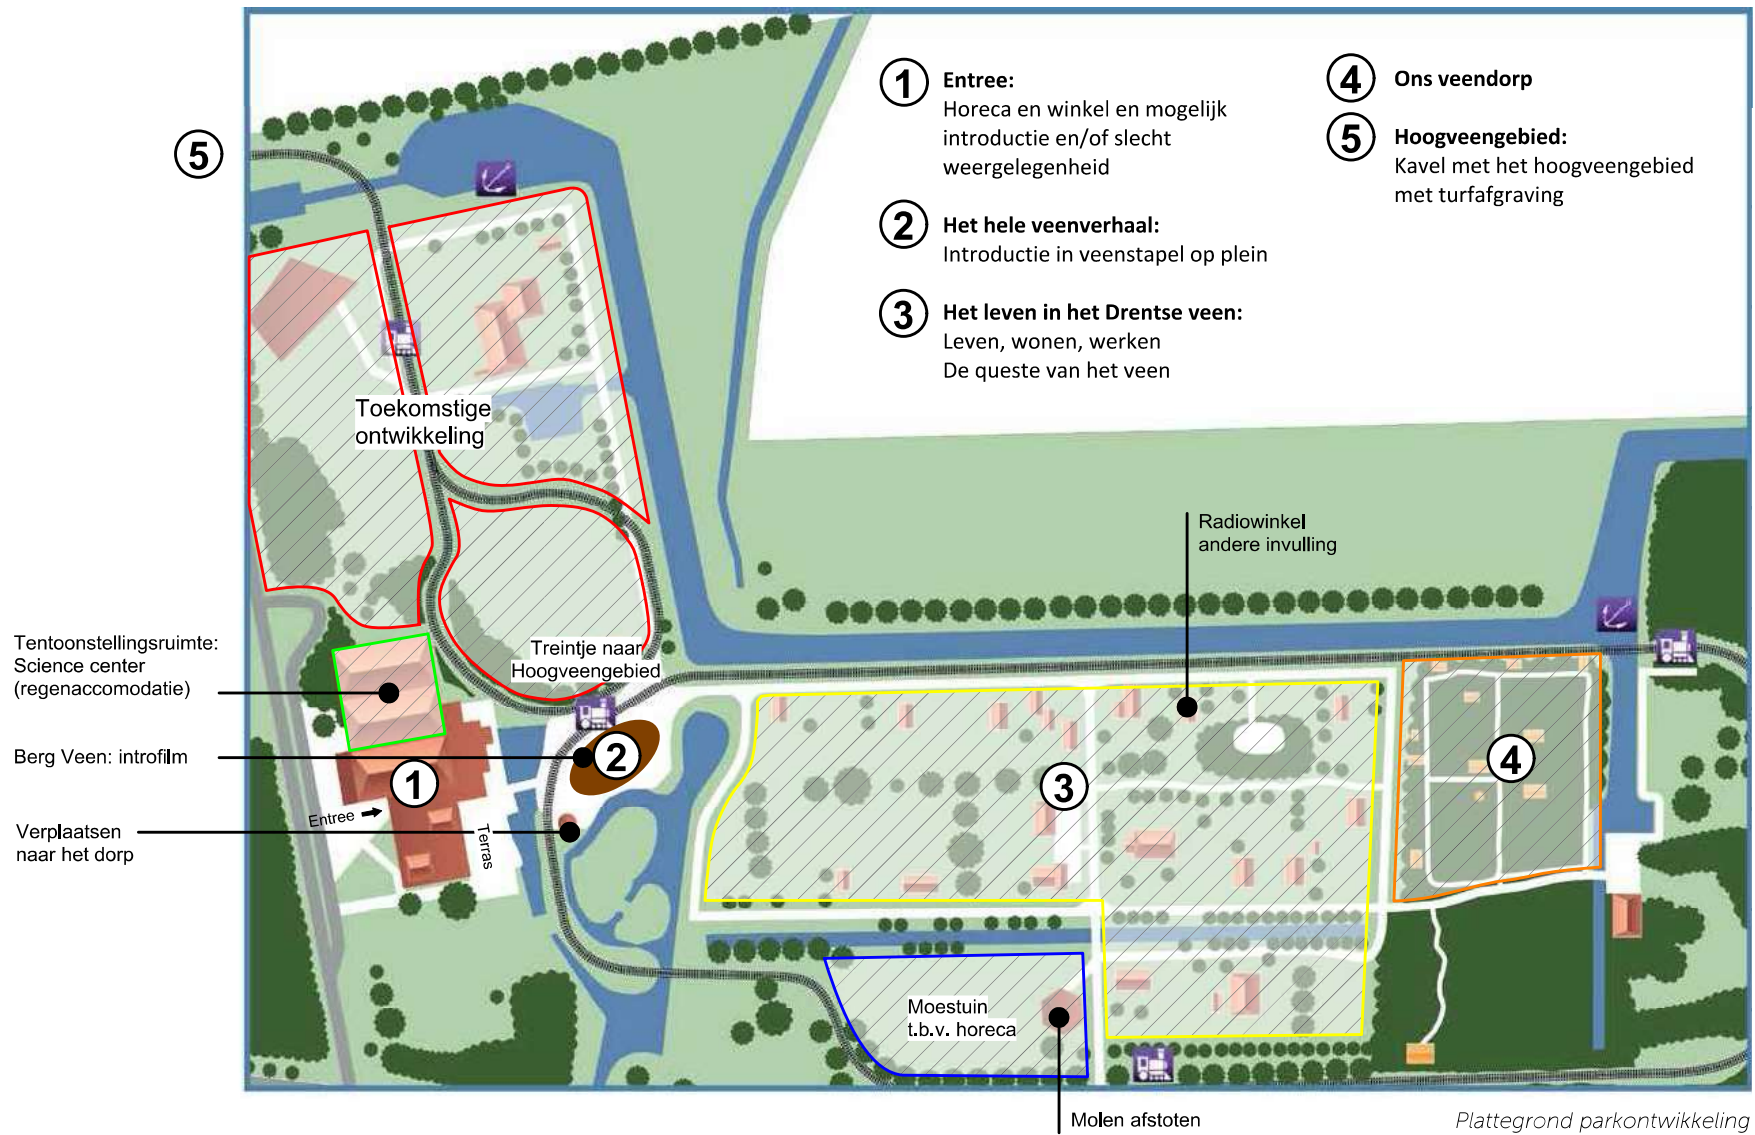 1
Entree:
Horeca en winkel en mogelijk
introductie en/of slecht
weergelegenheid
2
Het hele veenverhaal:
Introductie in veenstapel op plein
3
Het leven in het Drentse veen:
Leven, wonen, werken
De queste van het veen
4
Ons veendorp
5
Hoogveengebied:
Kavel met het hoogveengebied
met turfafgraving
5
Toekomstige
ontwikkeling
Radiowinkel
andere invulling
Tentoonstellingsruimte:
Science center
(regenaccomodatie)
Treintje naar
Hoogveengebied
Berg Veen: introfilm
2
1
3
4
Entree
Terras
Verplaatsen
naar het dorp
Moestuin
t.b.v. horeca
Molen afstoten
Plattegrond parkontwikkeling